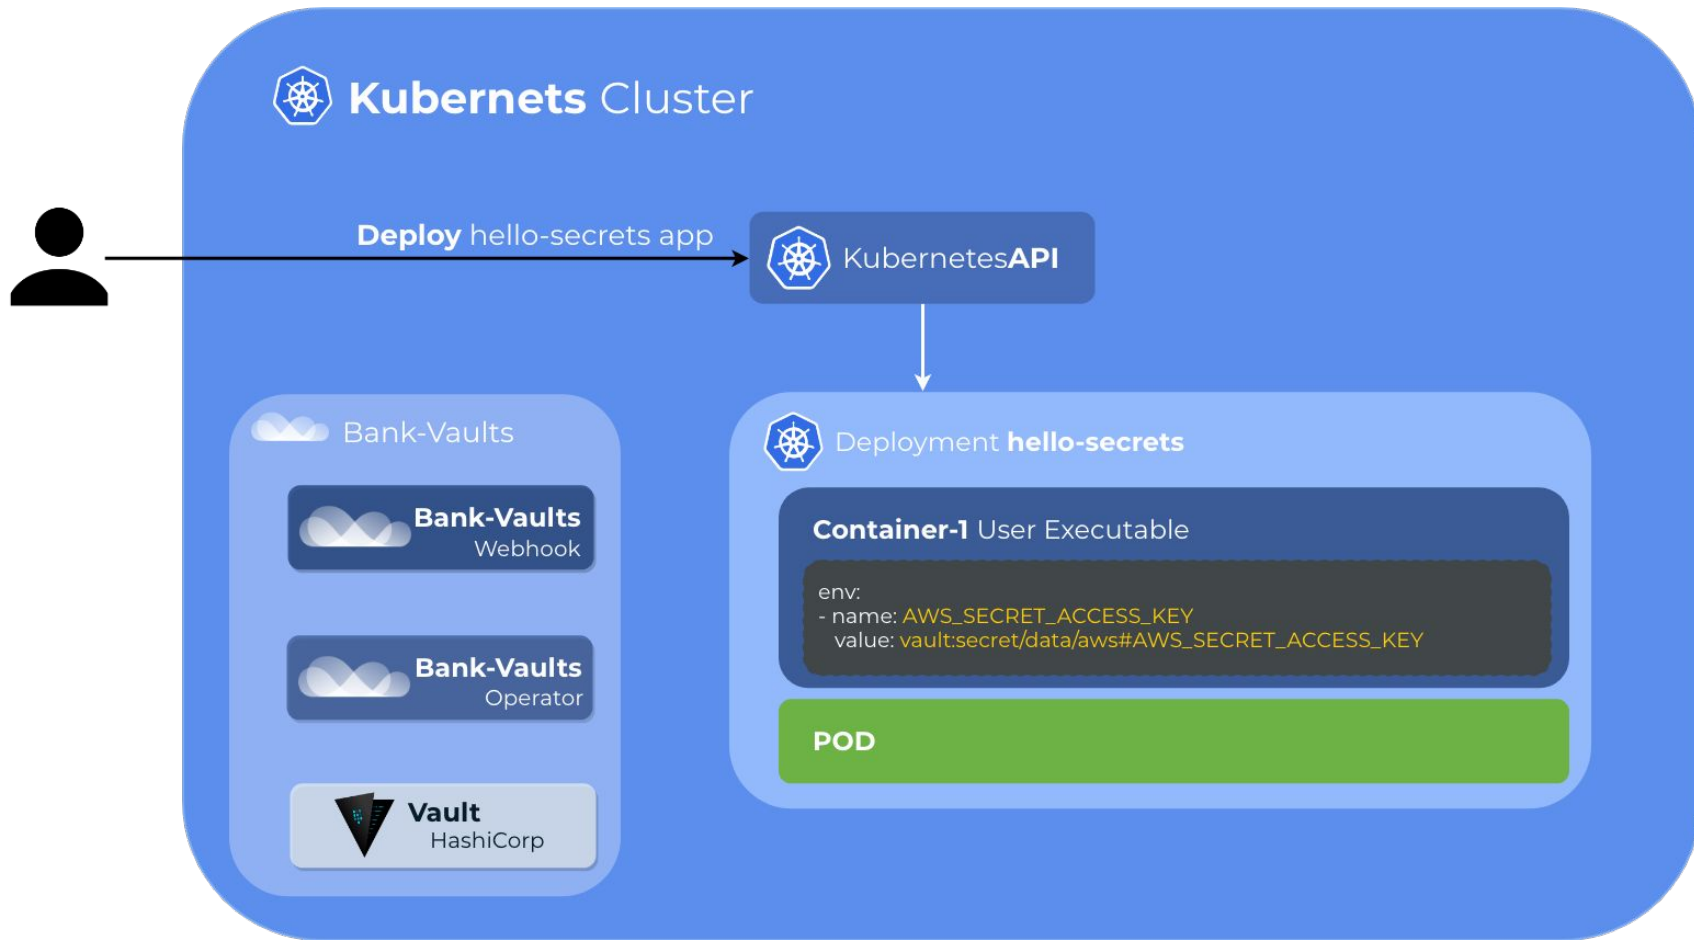 Kubernets Cluster
Deploy hello-secrets app
KubernetesAPI
Bank-Vaults
Bank-Vaults
Webhook
Bank-Vaults
Operator
Vault
HashiCorp
Deployment hello-secrets
Container-1 User Executable
env:
- name: AWS_SECRET_ACCESS_KEY
value: vault:secret/data/aws#AWS_SECRET_ACCESS_KEY
POD